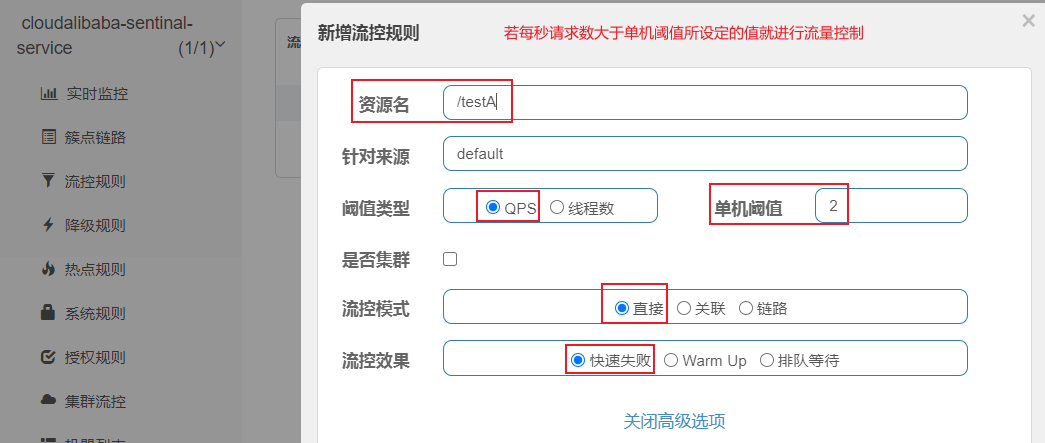 cloudalibaba-sentinal-
service (1/1)
实时监控
簇点链路
流控规则
降级规则
热点规则
系统规则
授权规则
集群流控
流
新增流控规则 若每秒请求数大于单机阈值所设定的值就进行流量控制 ×
资源名 /testA
针对来源 default
阈值类型 QPS 线程数 单机阈值 2
是否集群
流控模式 直接 关联 链路
流控效果 快速失败 Warm Up 排队等待
关闭高级选项